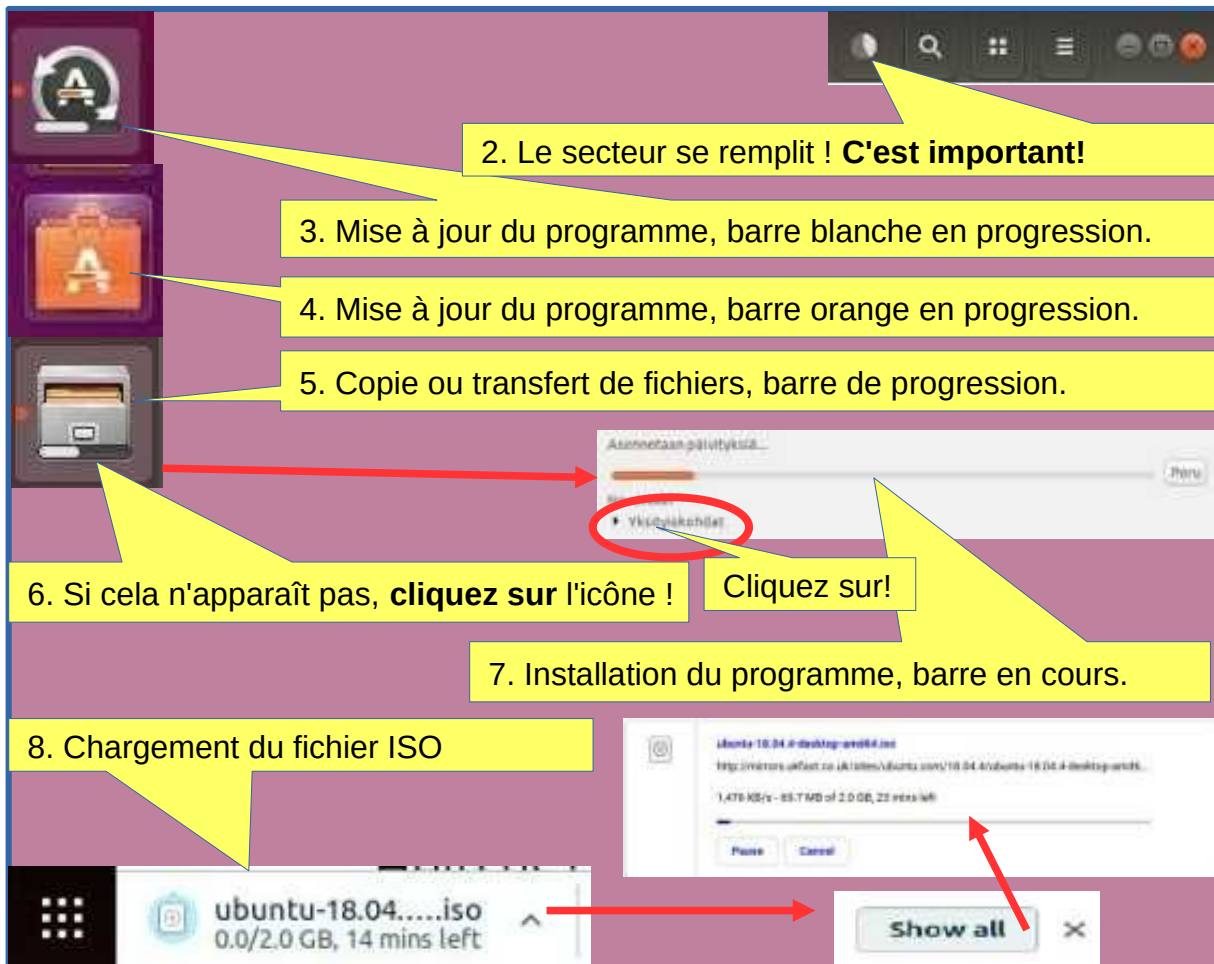 2. Le secteur se remplit ! C'est important!
3. Mise à jour du programme, barre blanche en progression.
4. Mise à jour du programme, barre orange en progression.
5. Copie ou transfert de fichiers, barre de progression.
Asennetaan päivityksiä...
Peru
Yksityiskohdat
6. Si cela n'apparaît pas, cliquez sur l'icône !
Cliquez sur!
7. Installation du programme, barre en cours.
8. Chargement du fichier ISO
ubuntu-18.04.4-desktop-amd64.iso
1,476 KB/s - 65.7 MB of 2.0 GB, 23 mins left
Pause Cancel
ubuntu-18.04.....iso
0.0/2.0 GB, 14 mins left
Show all